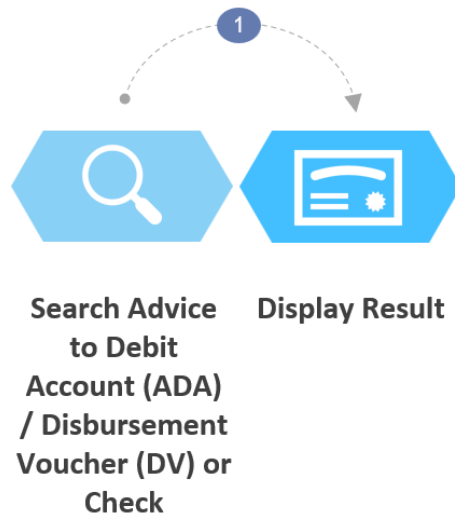 1
Search Advice
to Debit
Account (ADA)
/ Disbursement
Voucher (DV) or
Check
Display Result